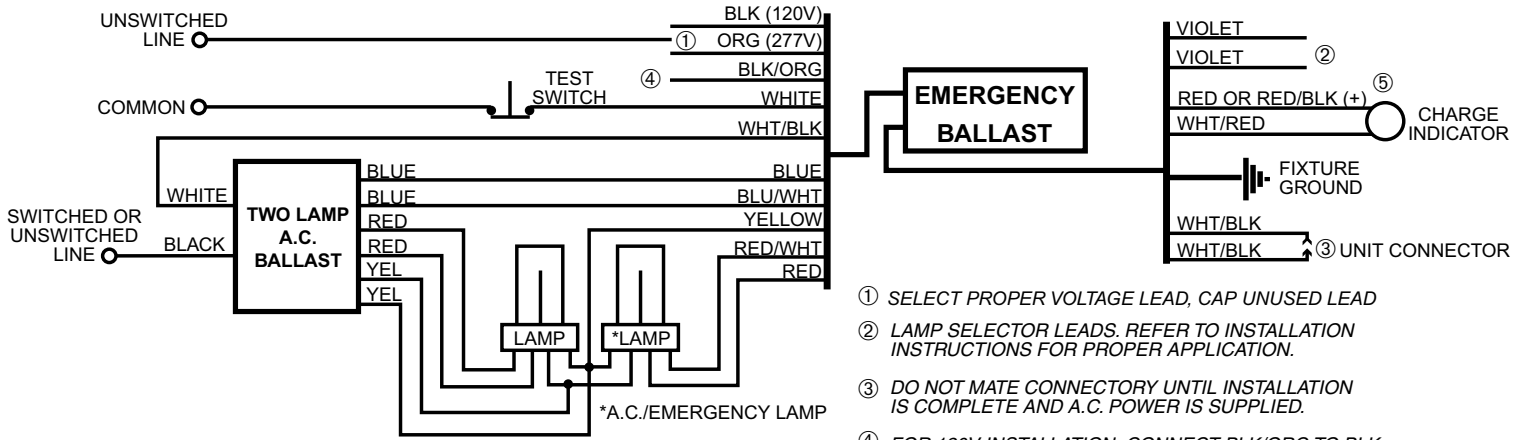 UNSWITCHED
LINE
BLK (120V)
① ORG (277V)
④ BLK/ORG
TEST
SWITCH
COMMON
WHITE
WHT/BLK
WHITE
SWITCHED OR
UNSWITCHED
LINE
BLACK
TWO LAMP
A.C.
BALLAST
BLUE
BLUE
RED
RED
YEL
YEL
BLUE
BLU/WHT
YELLOW
RED/WHT
RED
LAMP
*LAMP
*A.C./EMERGENCY LAMP
EMERGENCY
BALLAST
VIOLET
VIOLET
②
RED OR RED/BLK (+)
⑤
WHT/RED
CHARGE
INDICATOR
FIXTURE
GROUND
WHT/BLK
WHT/BLK
③ UNIT CONNECTOR
① SELECT PROPER VOLTAGE LEAD, CAP UNUSED LEAD
② LAMP SELECTOR LEADS. REFER TO INSTALLATION
INSTRUCTIONS FOR PROPER APPLICATION.
③ DO NOT MATE CONNECTORY UNTIL INSTALLATION
IS COMPLETE AND A.C. POWER IS SUPPLIED.